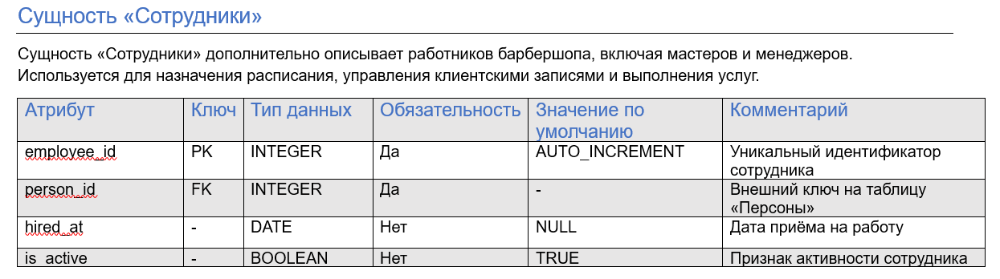 Сущность «Сотрудники»
Сущность «Сотрудники» дополнительно описывает работников барбершопа, включая мастеров и менеджеров.
Используется для назначения расписания, управления клиентскими записями и выполнения услуг.
Атрибут Ключ Тип данных Обязательность Значение по умолчанию Комментарий
employee_id PK INTEGER Да AUTO_INCREMENT Уникальный идентификатор сотрудника
person_id FK INTEGER Да - Внешний ключ на таблицу «Персоны»
hired_at - DATE Нет NULL Дата приёма на работу
is_active - BOOLEAN Нет TRUE Признак активности сотрудника